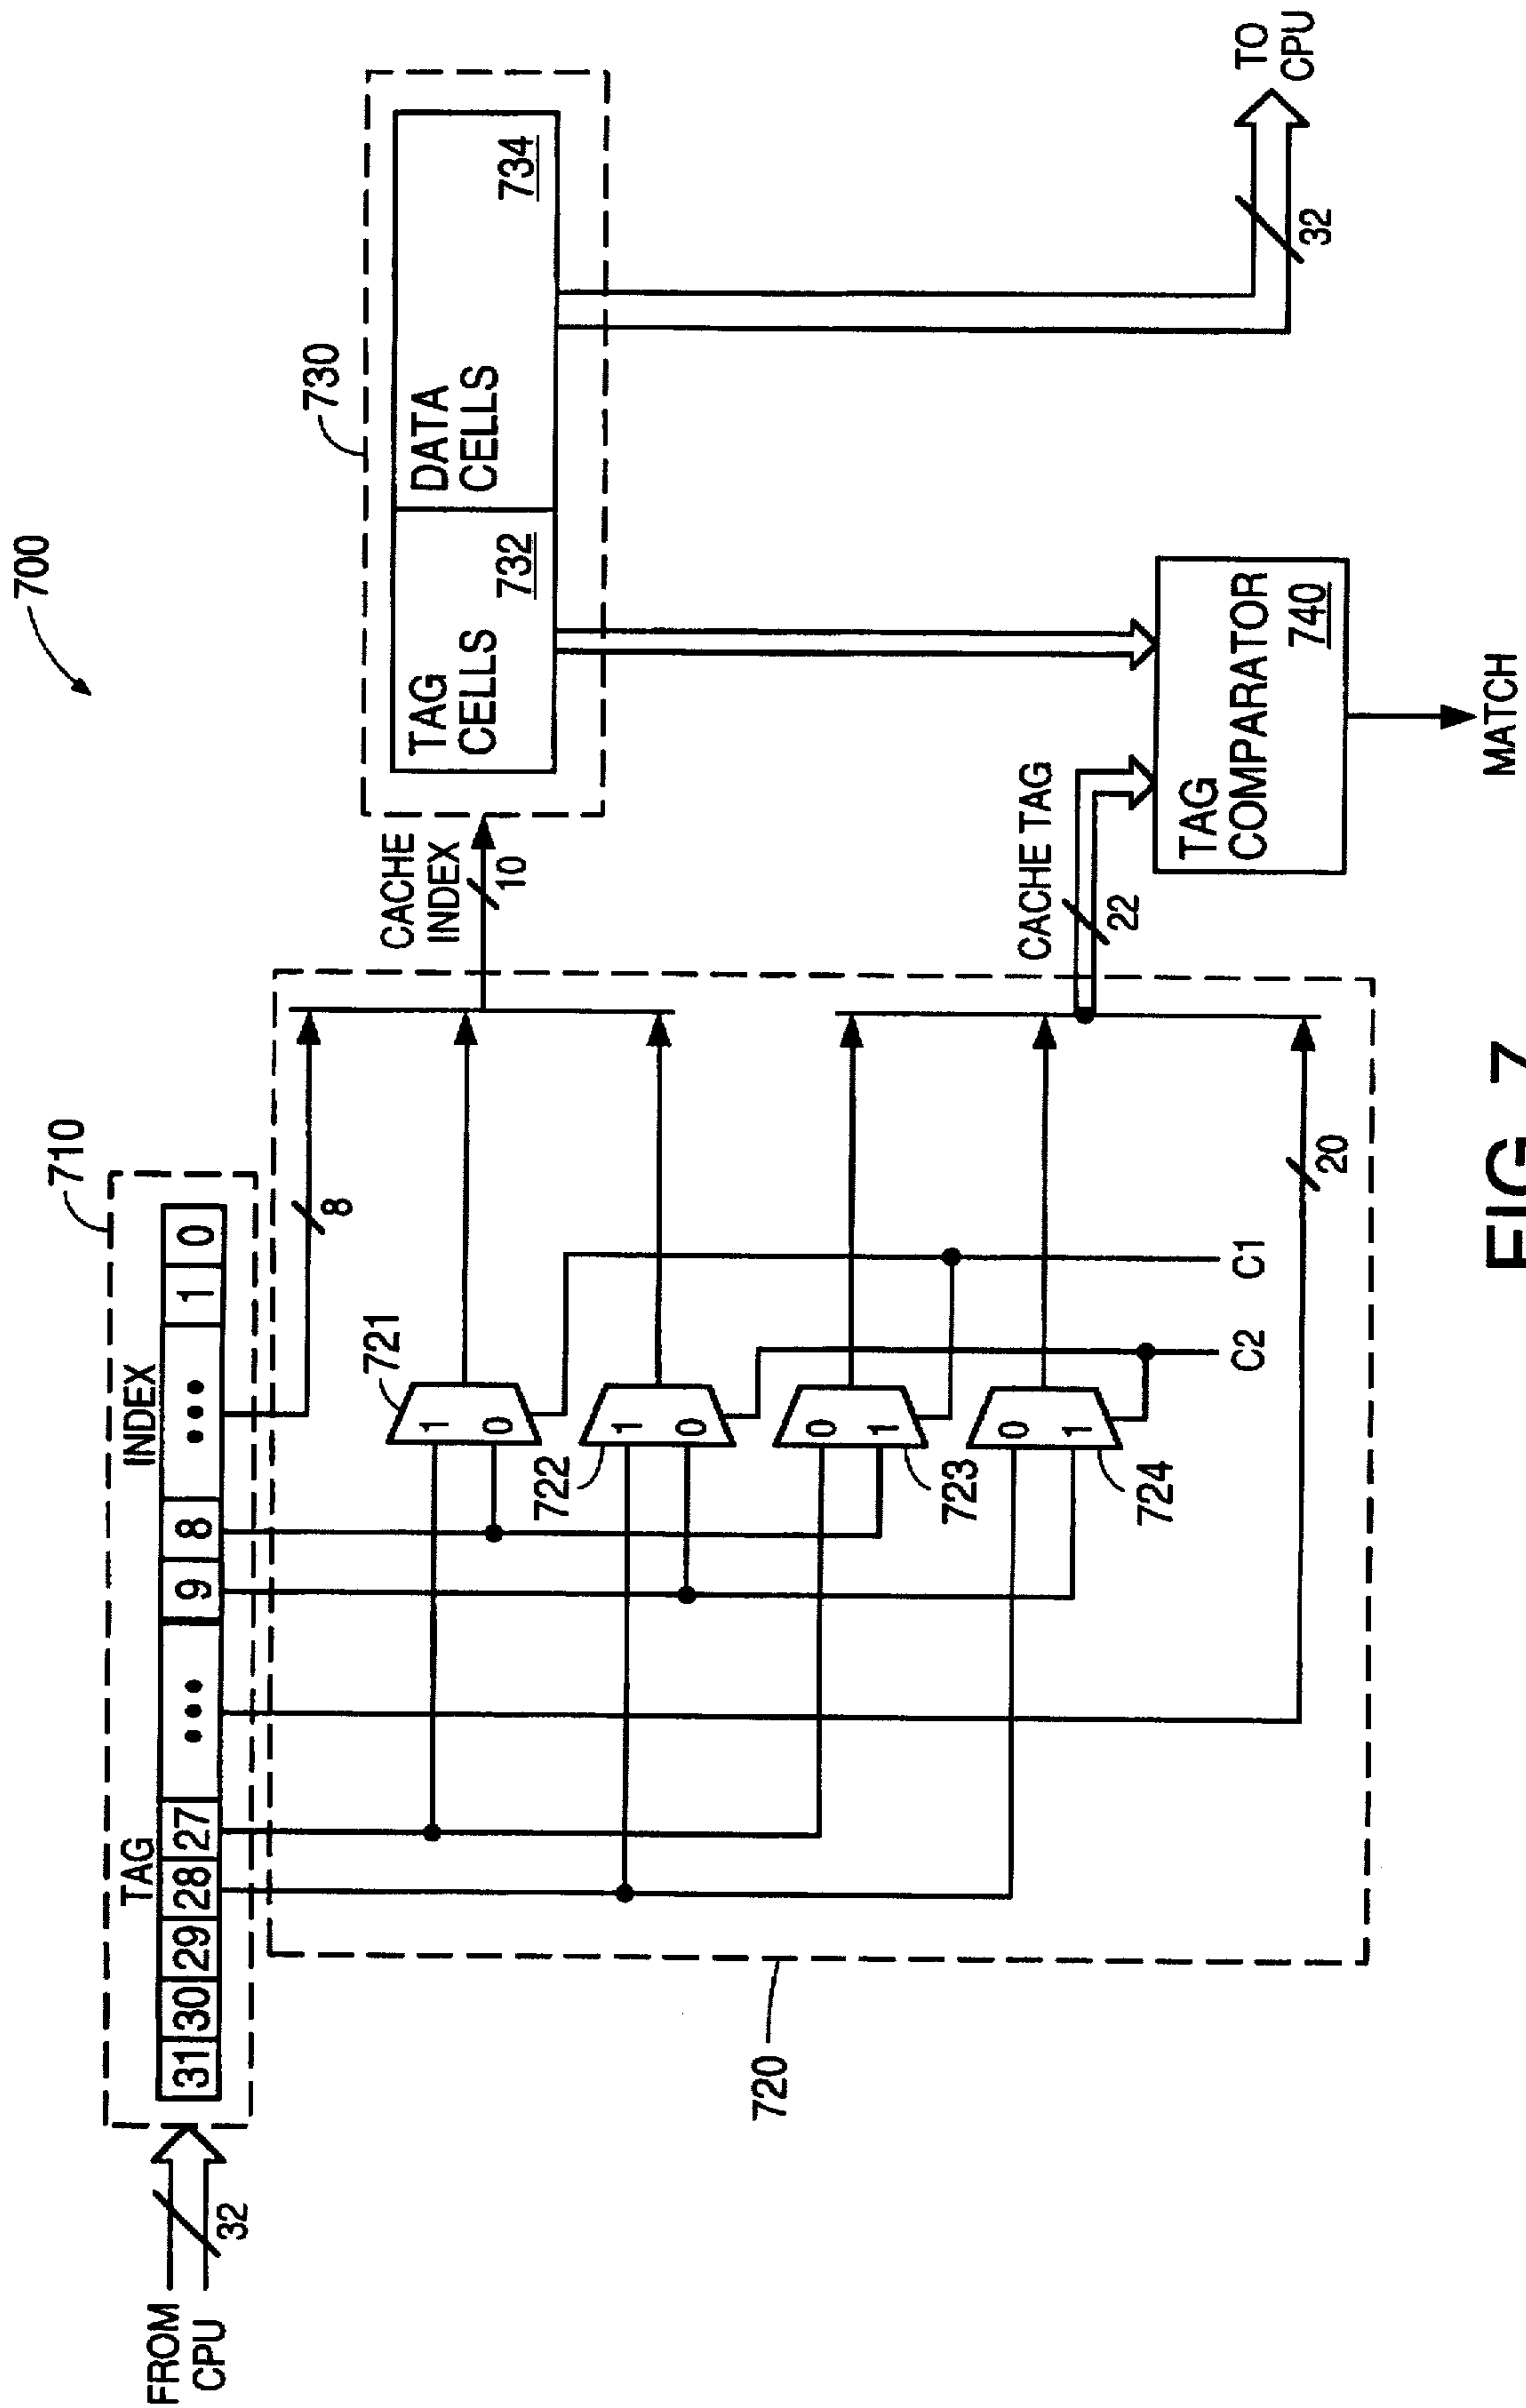 700
FROM
CPU
32
710
TAG
INDEX
31 30 29 28 27 ••• 9 8 ••• 1 0
720
8
721
1
0
722
1
0
723
0
1
724
0
1
C2
C1
20
CACHE
INDEX
10
CACHE TAG
22
730
TAG
CELLS
732
DATA
CELLS
734
TAG
COMPARATOR
740
MATCH
32
TO
CPU
FIG. 7